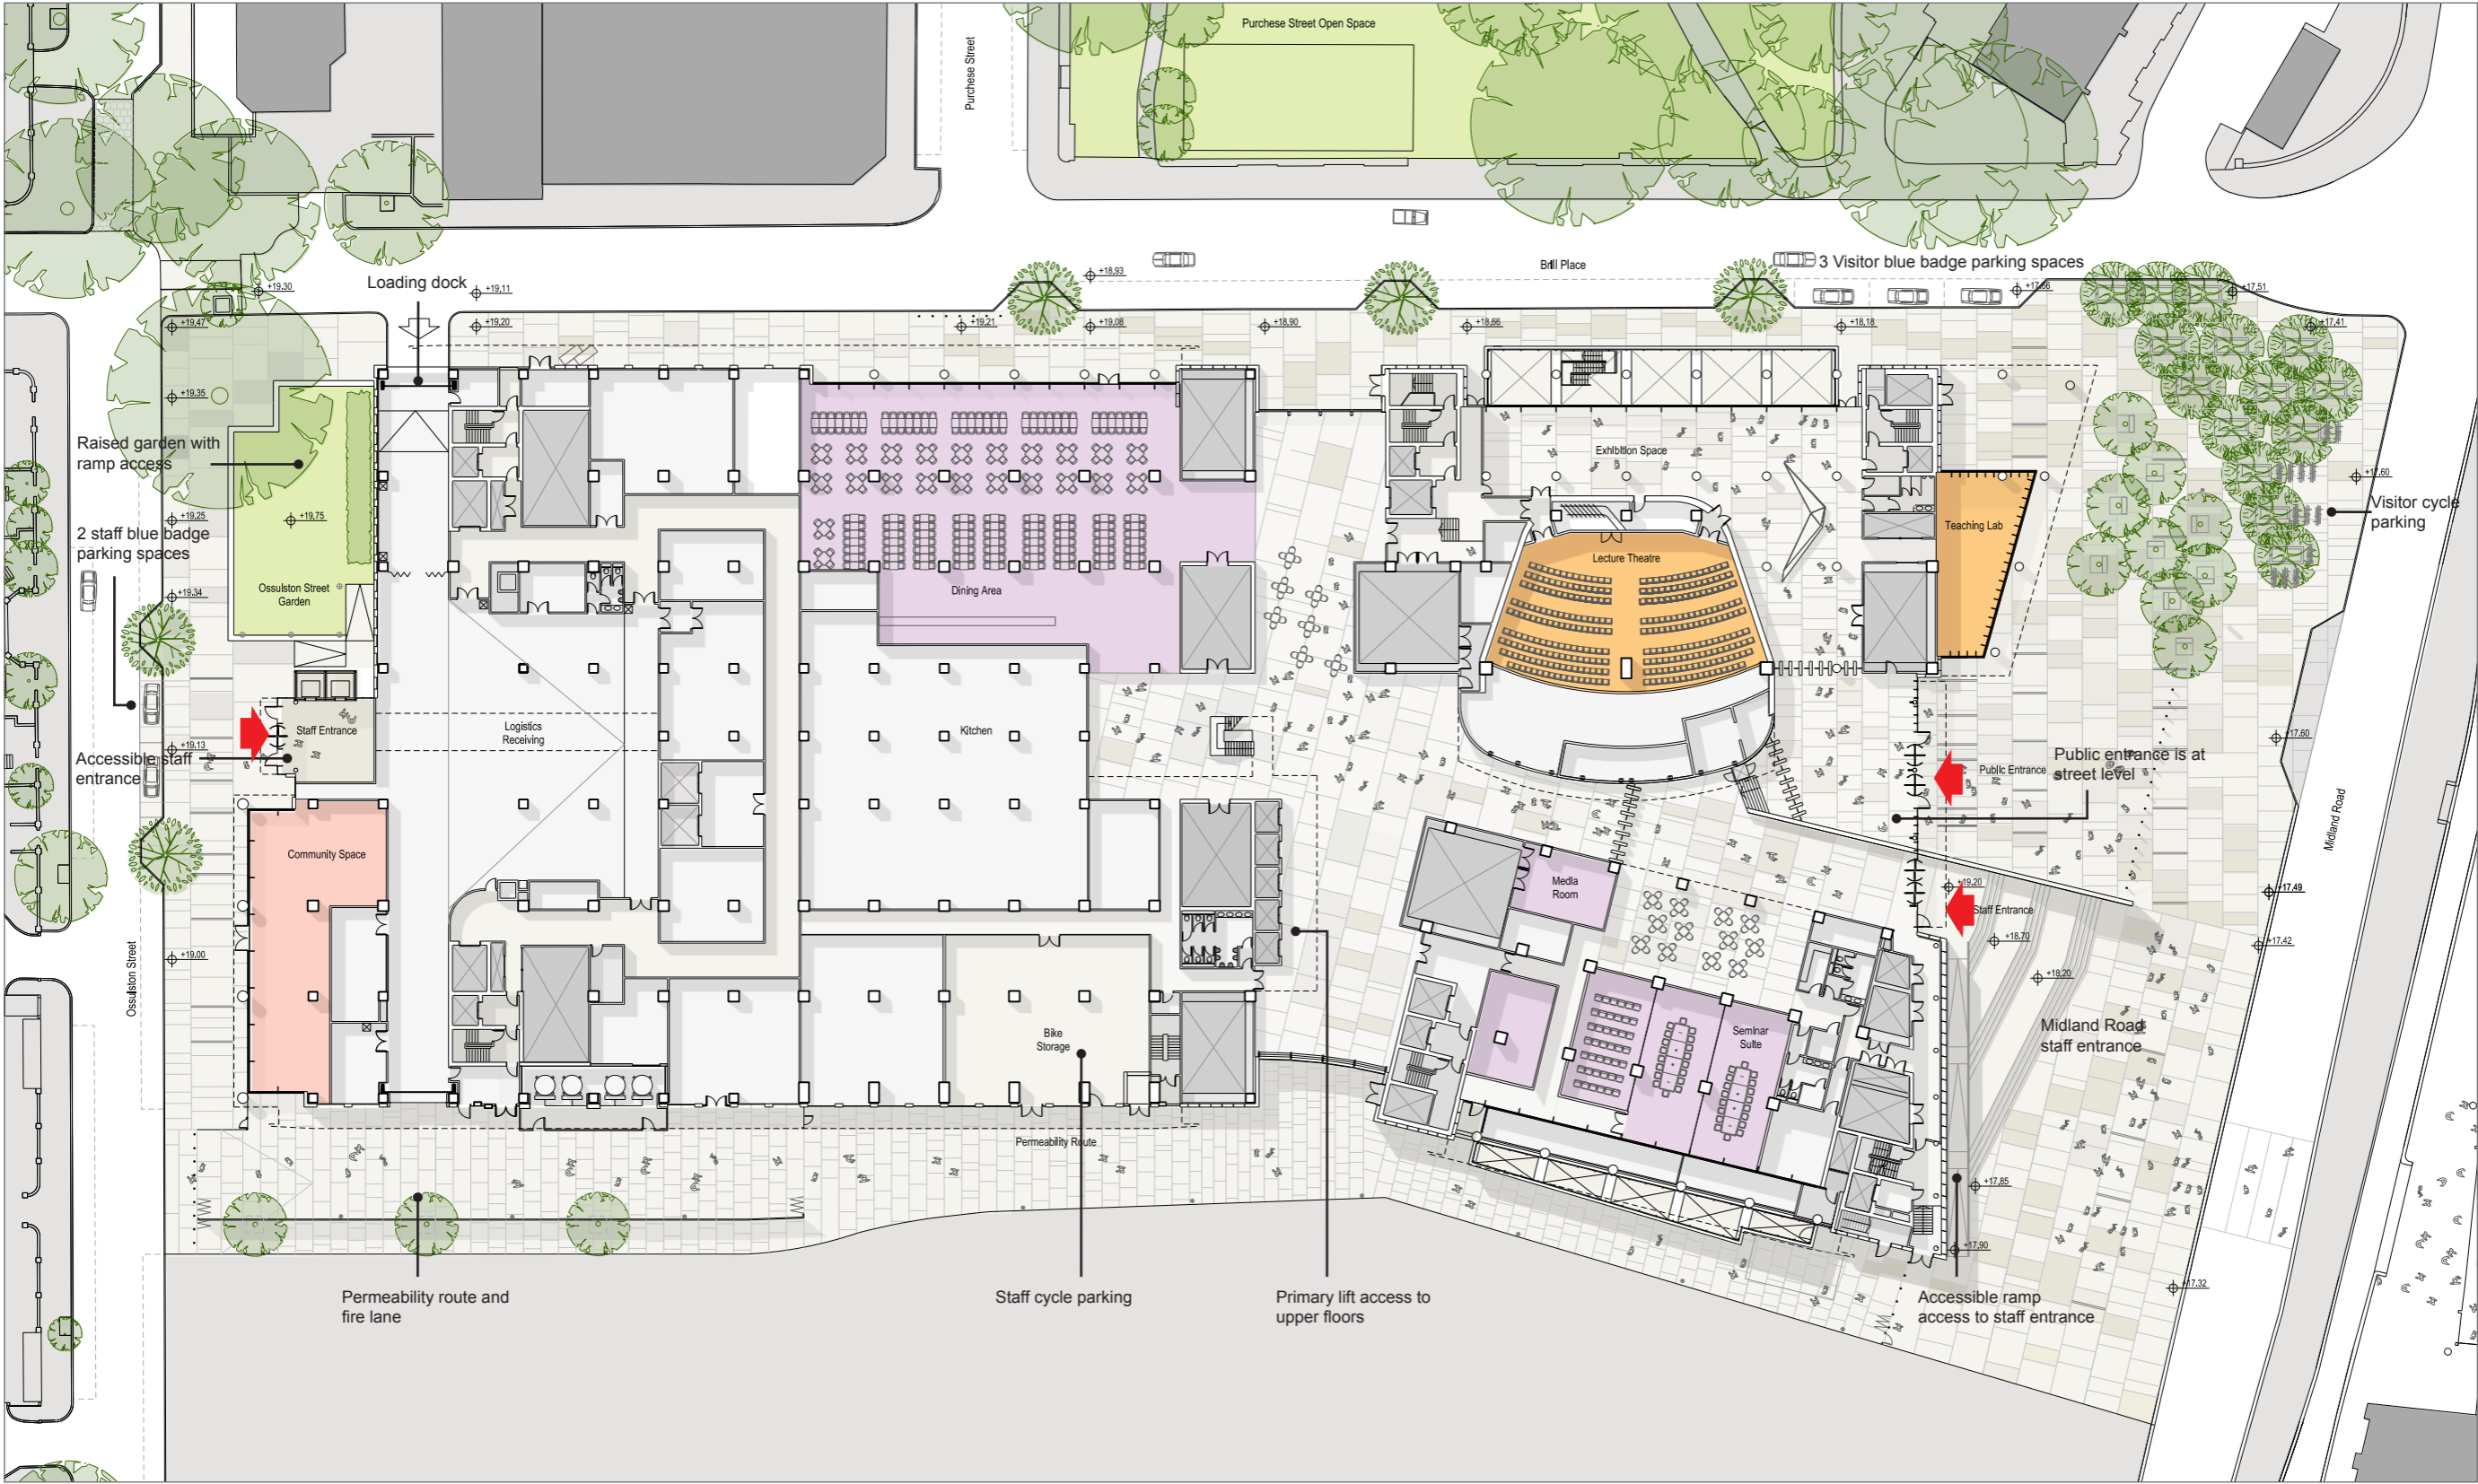 Purchese Street Open Space
Purchese Street
Brill Place
3 Visitor blue badge parking spaces
Loading dock
+19,30
+19,11
+18,93
+17,66
+17,51
+19,47
+19,20
+19,21
+19,08
+18,90
+18,66
+18,18
+17,41
+19,35
Raised garden with
ramp access
Exhibition Space
+17,60
+19,25
+19,75
Visitor cycle
parking
2 staff blue badge
parking spaces
Teaching Lab
Lecture Theatre
Ossulston Street
Garden
Dining Area
+19,34
Staff Entrance
Logistics
Receiving
Kitchen
+19,13
Accessible staff
entrance
+17,60
Public entrance is at
street level
Public Entrance
Midland Road
Community Space
Media
Room
+19,20
+17,49
Staff Entrance
+18,70
+17,42
+19,00
Ossulston Street
+18,20
Bike
Storage
Seminar
Suite
Midland Road
staff entrance
Permeability Route
+17,85
+17,90
+17,32
Permeability route and
fire lane
Staff cycle parking
Primary lift access to
upper floors
Accessible ramp
access to staff entrance